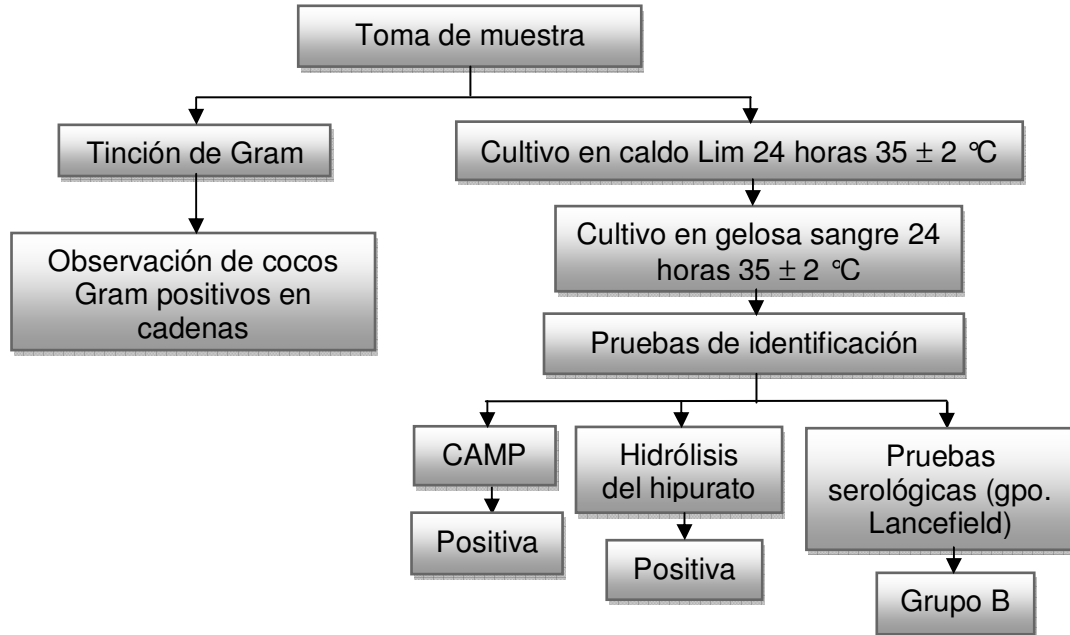 Toma de muestra
Tinción de Gram
Cultivo en caldo Lim 24 horas 35 ± 2 °C
Observación de cocos
Gram positivos en
cadenas
Cultivo en gelosa sangre 24
horas 35 ± 2 °C
Pruebas de identificación
CAMP
Positiva
Hidrólisis
del hipurato
Positiva
Pruebas
serológicas (gpo.
Lancefield)
Grupo B